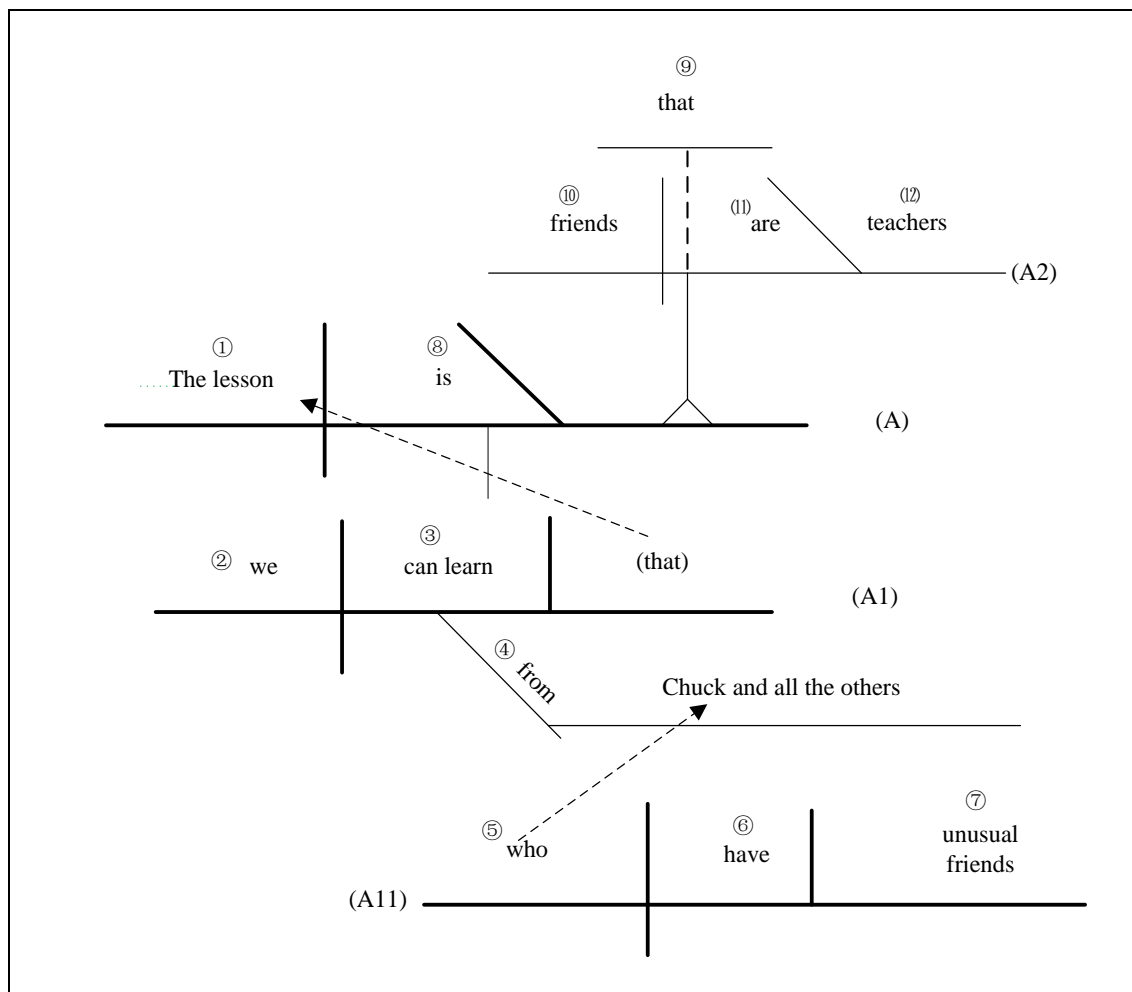 ⑨
that
⑩ ⑾ ⑿
friends are teachers
(A2)
① ⑧
.....The lesson is
(A)
② we ③ can learn (that)
(A1)
④ from
Chuck and all the others
⑤ who ⑥ have ⑦ unusual
friends
(A11)